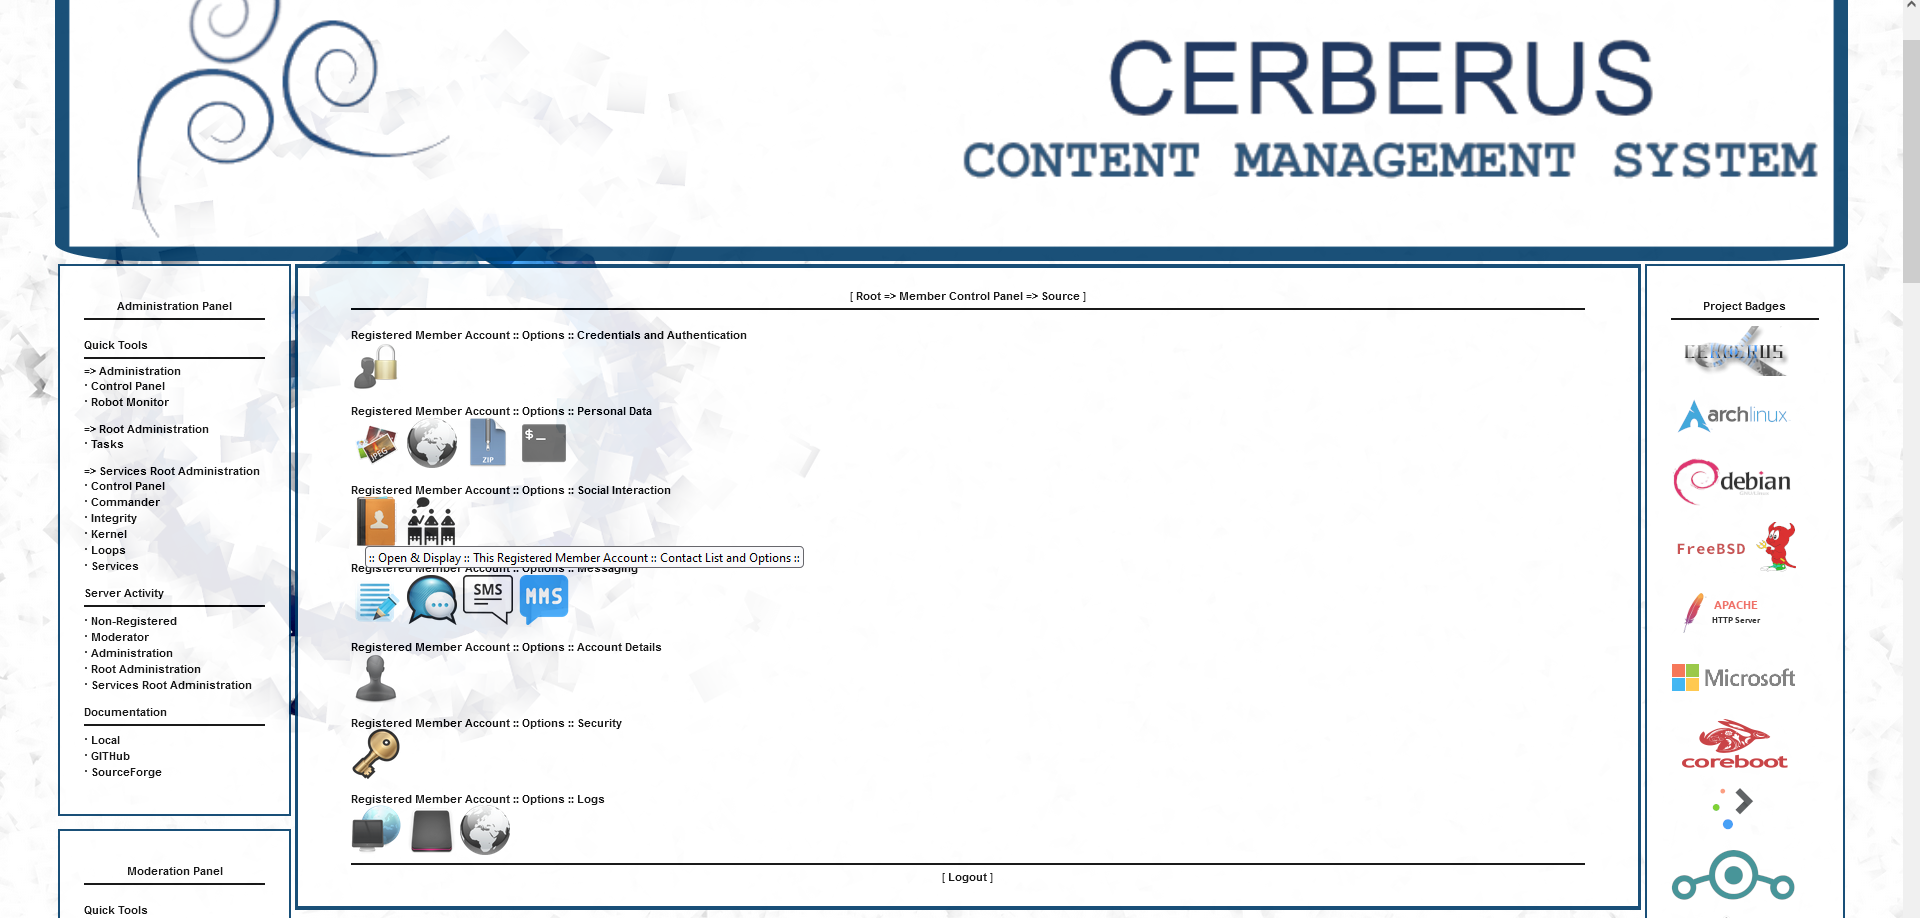 CERBERUS
CONTENT MANAGEMENT SYSTEM
Administration Panel
Quick Tools
=> Administration
· Control Panel
· Robot Monitor
=> Root Administration
· Tasks
=> Services Root Administration
· Control Panel
· Commander
· Integrity
· Kernel
· Loops
· Services
Server Activity
· Non-Registered
· Moderator
· Administration
· Root Administration
· Services Root Administration
Documentation
· Local
· GITHub
· SourceForge
Moderation Panel
Quick Tools
[ Root => Member Control Panel => Source ]
Registered Member Account :: Options :: Credentials and Authentication
Registered Member Account :: Options :: Personal Data
JPEG
ZIP
$_
Registered Member Account :: Options :: Social Interaction
:: Open & Display :: This Registered Member Account :: Contact List and Options ::
Registered Member Account :: Options :: Messaging
SMS
MMS
Registered Member Account :: Options :: Account Details
Registered Member Account :: Options :: Security
Registered Member Account :: Options :: Logs
[ Logout ]
Project Badges
CERBERUS
archlinux
debian
FreeBSD
APACHE
HTTP Server
Microsoft
coreboot